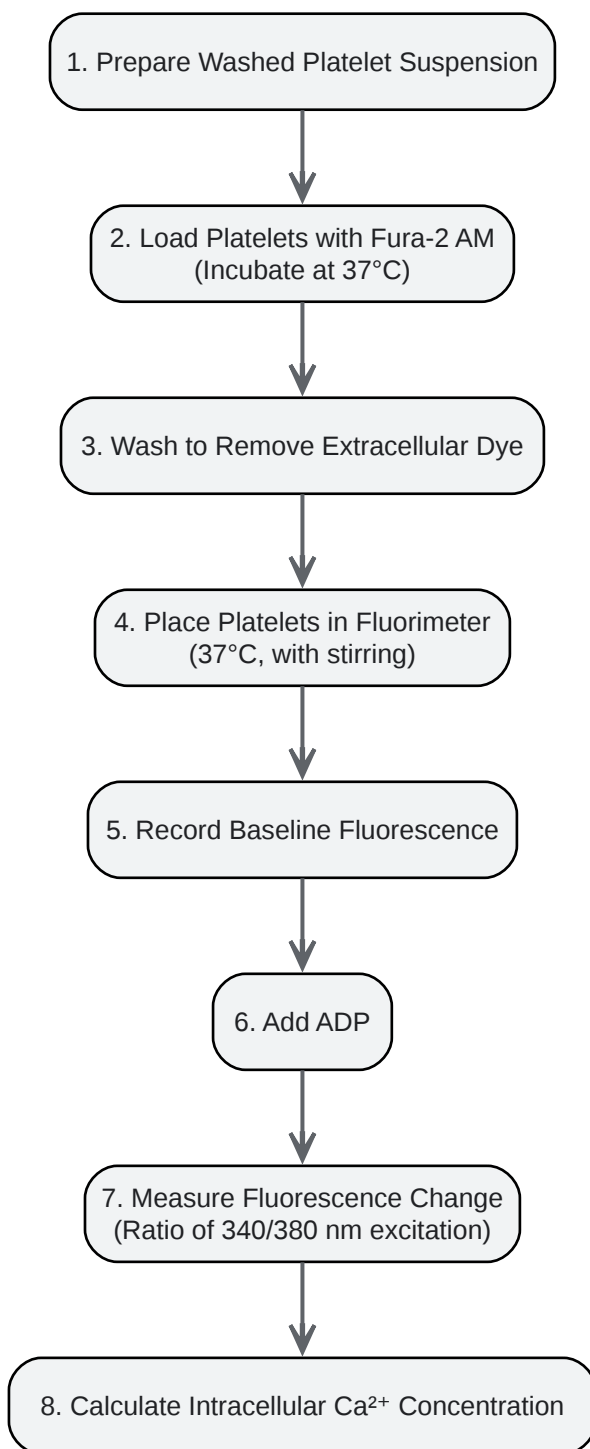 1. Prepare Washed Platelet Suspension
2. Load Platelets with Fura-2 AM
(Incubate at 37°C)
3. Wash to Remove Extracellular Dye
4. Place Platelets in Fluorimeter
(37°C, with stirring)
5. Record Baseline Fluorescence
6. Add ADP
7. Measure Fluorescence Change
(Ratio of 340/380 nm excitation)
8. Calculate Intracellular Ca²⁺ Concentration